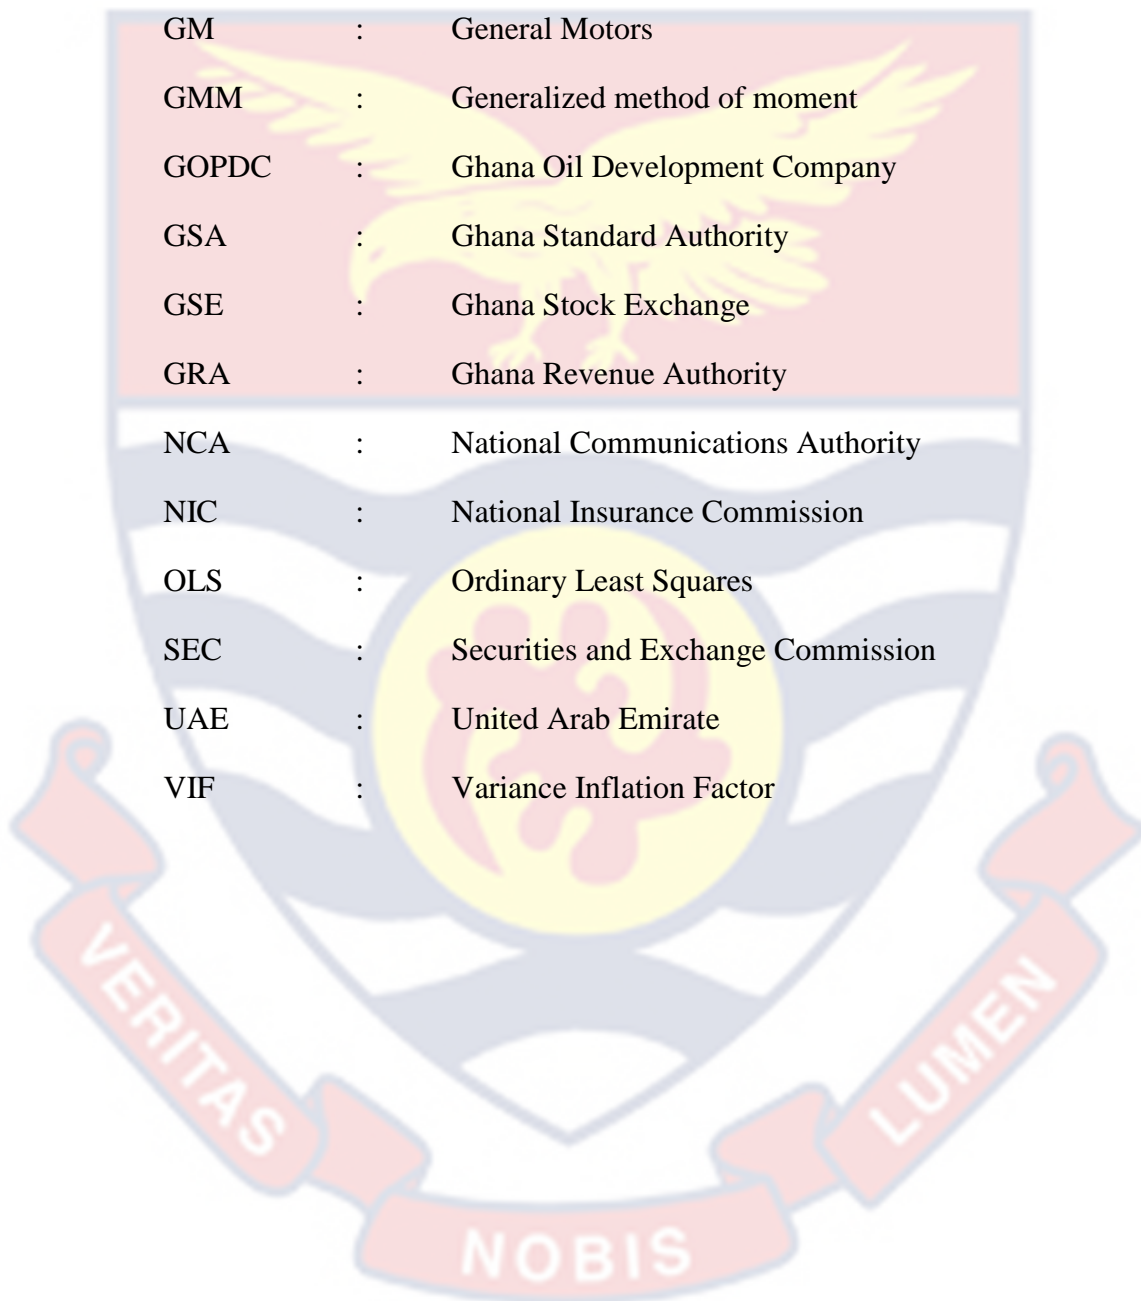 GM : General Motors
GMM : Generalized method of moment
GOPDC : Ghana Oil Development Company
GSA : Ghana Standard Authority
GSE : Ghana Stock Exchange
GRA : Ghana Revenue Authority
NCA : National Communications Authority
NIC : National Insurance Commission
OLS : Ordinary Least Squares
SEC : Securities and Exchange Commission
UAE : United Arab Emirate
VIF : Variance Inflation Factor
VERITAS
NOBIS
LUMEN